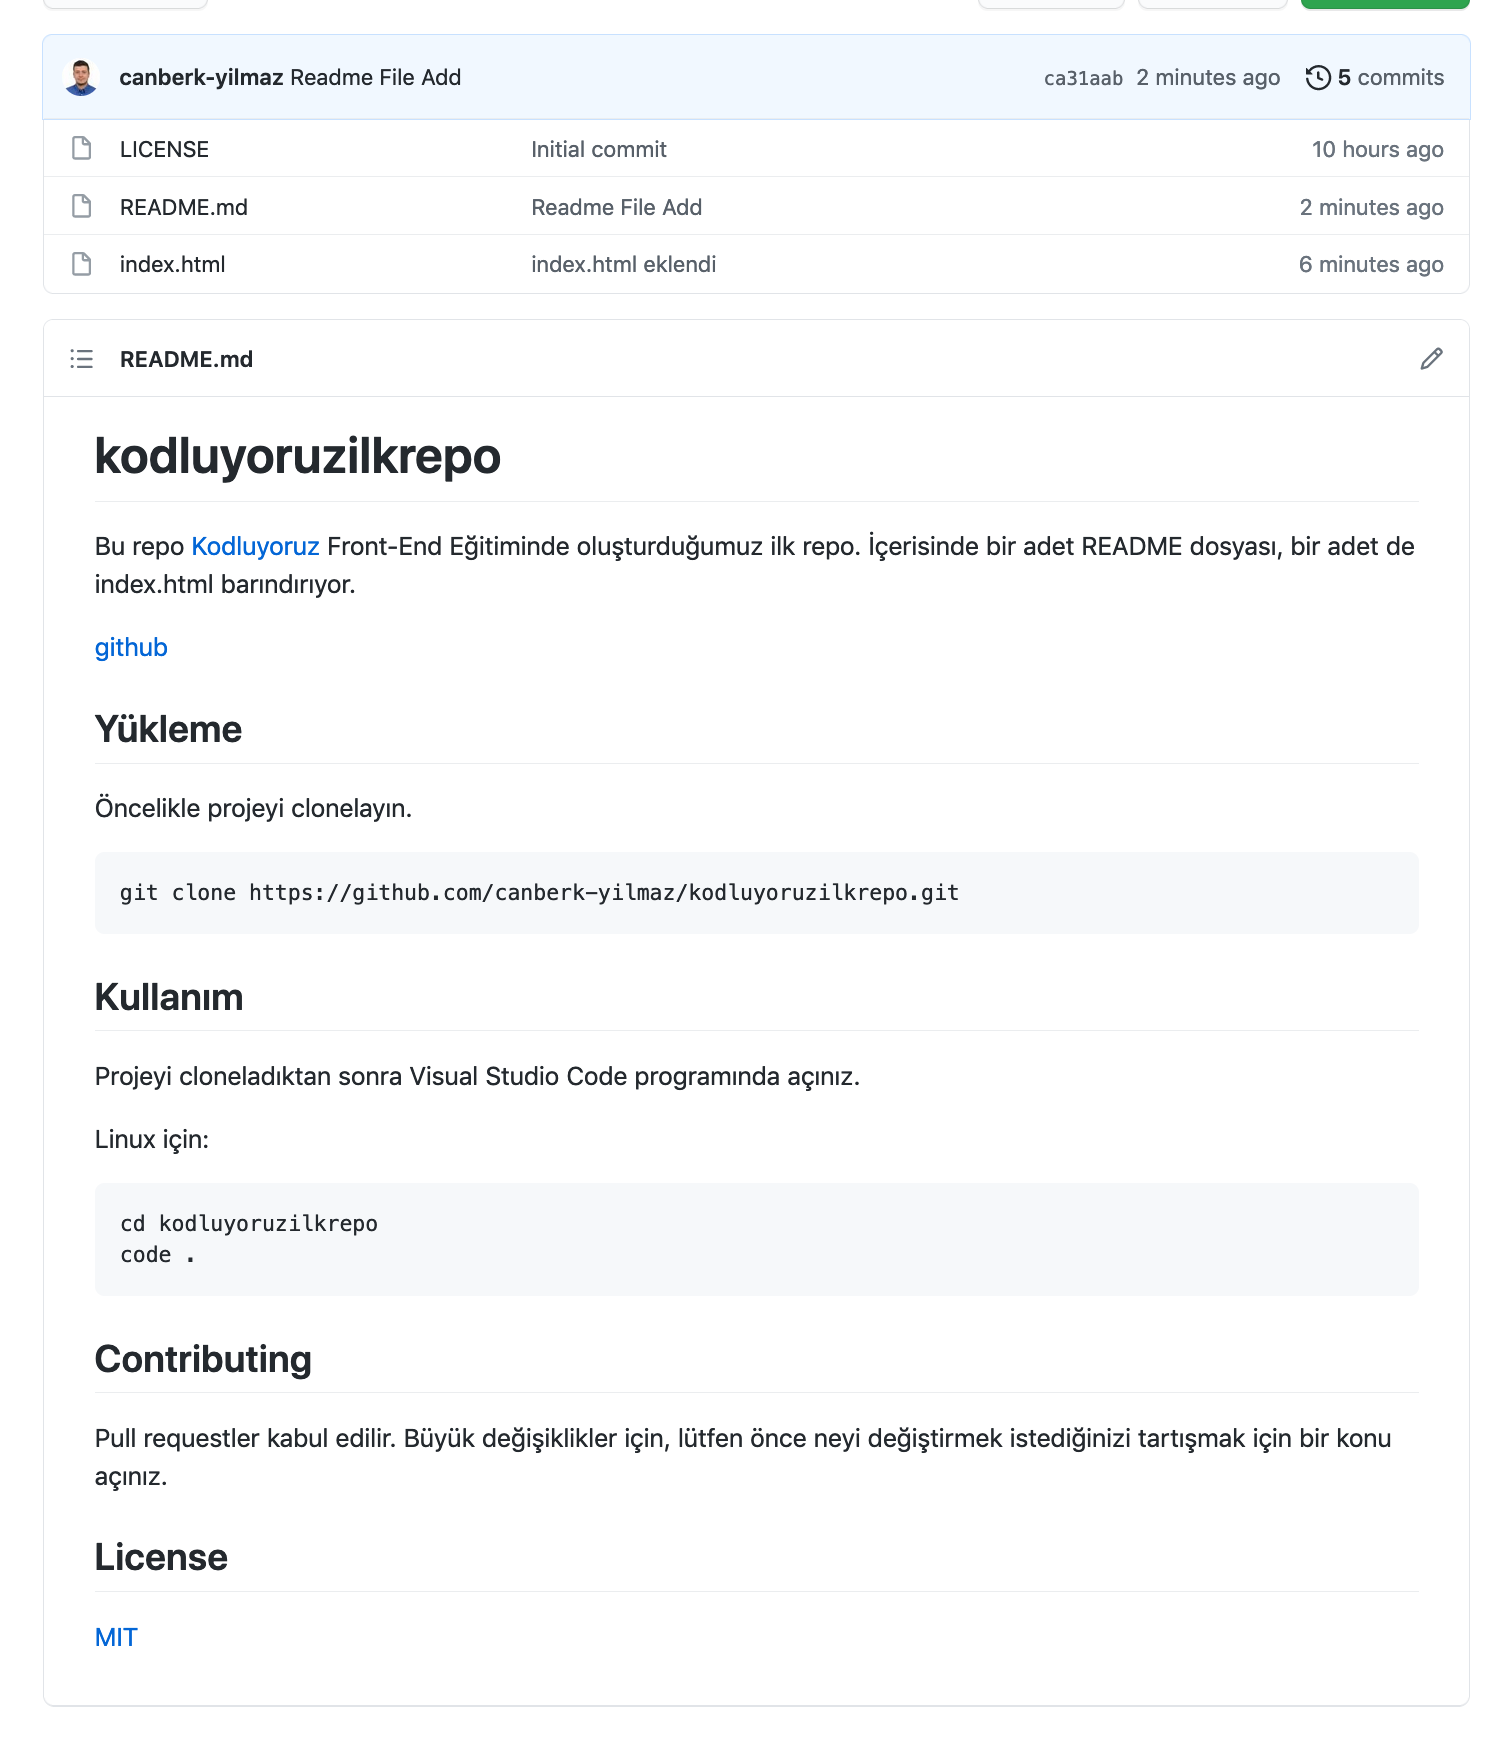 canberk-yilmaz Readme File Add ca31aab 2 minutes ago 5 commits
LICENSE Initial commit 10 hours ago
README.md Readme File Add 2 minutes ago
index.html index.html eklendi 6 minutes ago
README.md
kodluyoruzilkrepo
Bu repo Kodluyoruz Front-End Eğitiminde oluşturduğumuz ilk repo. İçerisinde bir adet README dosyası, bir adet de
index.html barındırıyor.
github
Yükleme
Öncelikle projeyi clonelayın.
git clone https://github.com/canberk-yilmaz/kodluyoruzilkrepo.git
Kullanım
Projeyi cloneladıktan sonra Visual Studio Code programında açınız.
Linux için:
cd kodluyoruzilkrepo
code .
Contributing
Pull requestler kabul edilir. Büyük değişiklikler için, lütfen önce neyi değiştirmek istediğinizi tartışmak için bir konu
açınız.
License
MIT